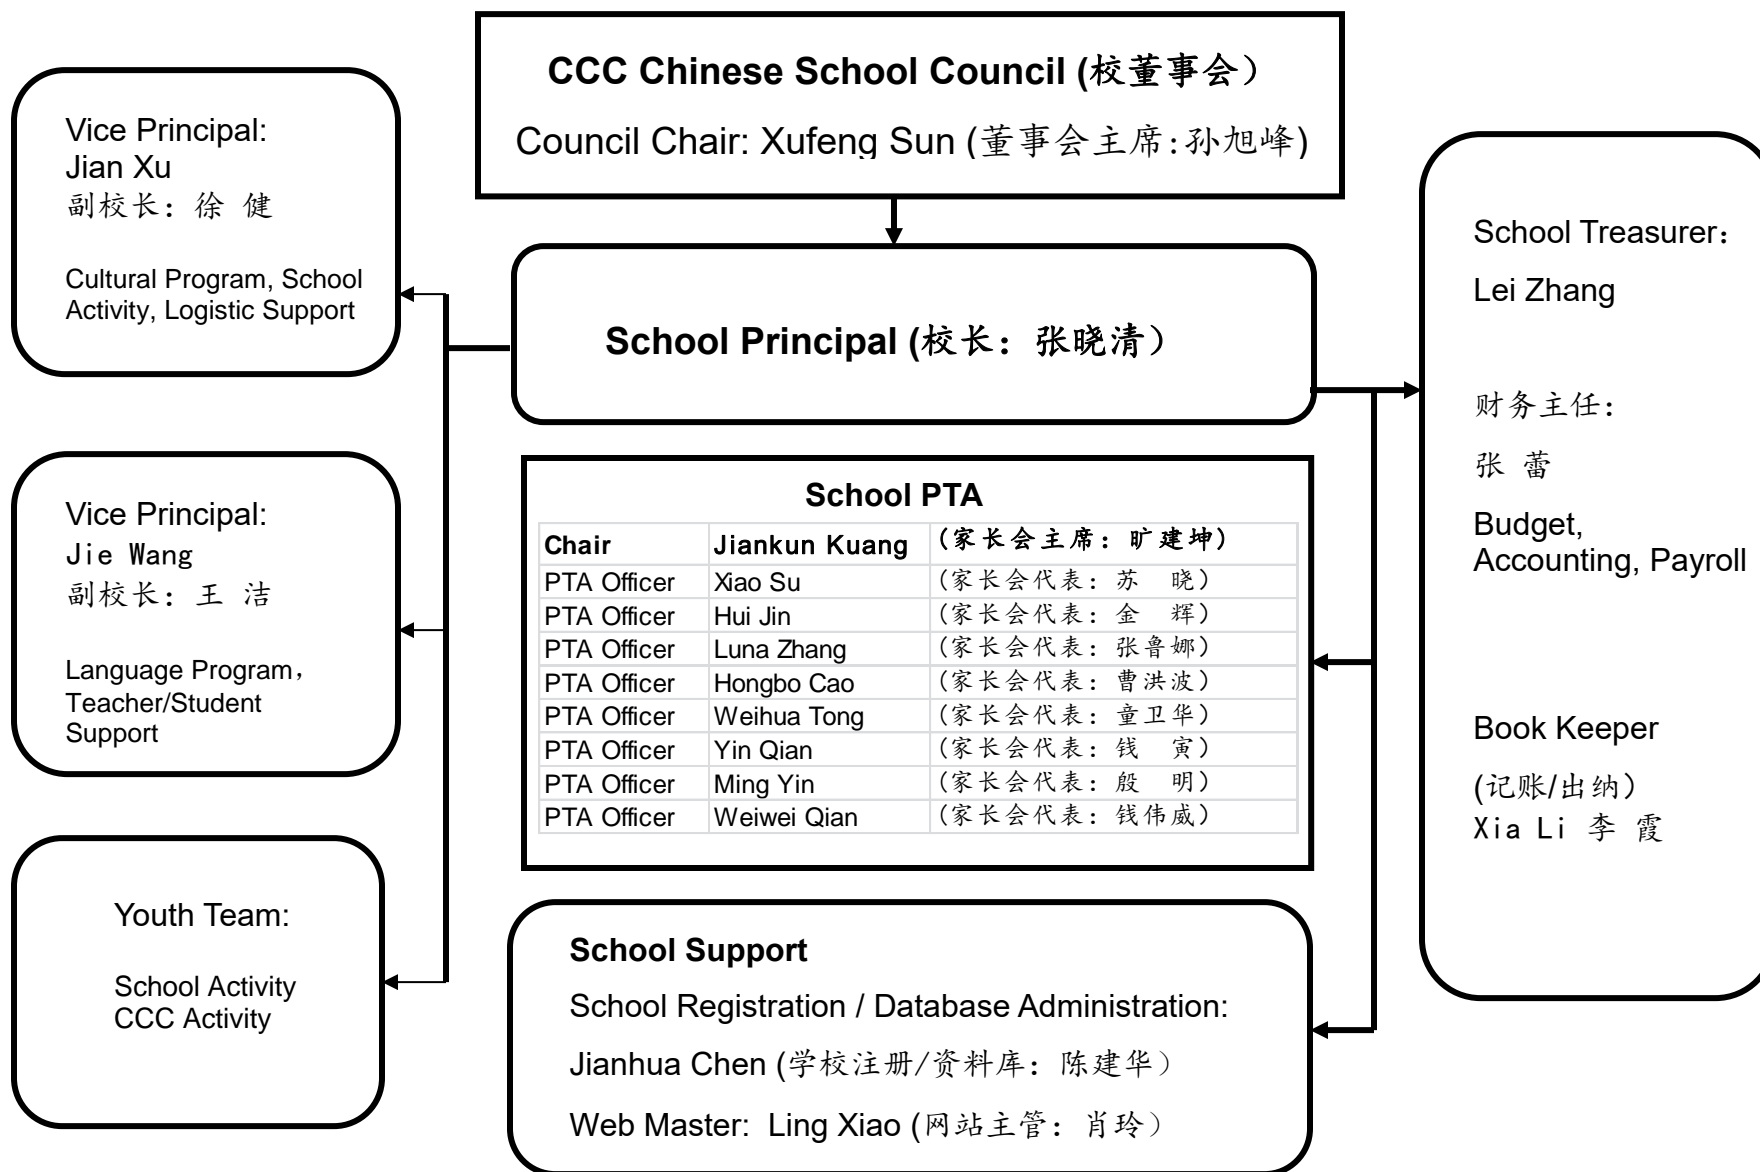 CCC Chinese School Council (校董事会）
Council Chair: Xufeng Sun (董事会主席:孙旭峰)
Vice Principal:
Jian Xu
副校长：徐 健
Cultural Program, School
Activity, Logistic Support
School Principal (校长：张晓清）
Vice Principal:
Jie Wang
副校长：王 洁
Language Program，
Teacher/Student
Support
Youth Team:
School Activity
CCC Activity
School PTA
Chair Jiankun Kuang (家长会主席：旷建坤)
PTA Officer Xiao Su (家长会代表：苏 晓)
PTA Officer Hui Jin (家长会代表：金 辉)
PTA Officer Luna Zhang (家长会代表：张鲁娜)
PTA Officer Hongbo Cao (家长会代表：曹洪波)
PTA Officer Weihua Tong (家长会代表：童卫华)
PTA Officer Yin Qian (家长会代表：钱 寅)
PTA Officer Ming Yin (家长会代表：殷 明)
PTA Officer Weiwei Qian (家长会代表：钱伟威)
School Support
School Registration / Database Administration:
Jianhua Chen (学校注册/资料库：陈建华）
Web Master: Ling Xiao (网站主管：肖玲）
School Treasurer：
Lei Zhang
财务主任：
张 蕾
Budget,
Accounting, Payroll
Book Keeper
(记账/出纳）
Xia Li 李 霞